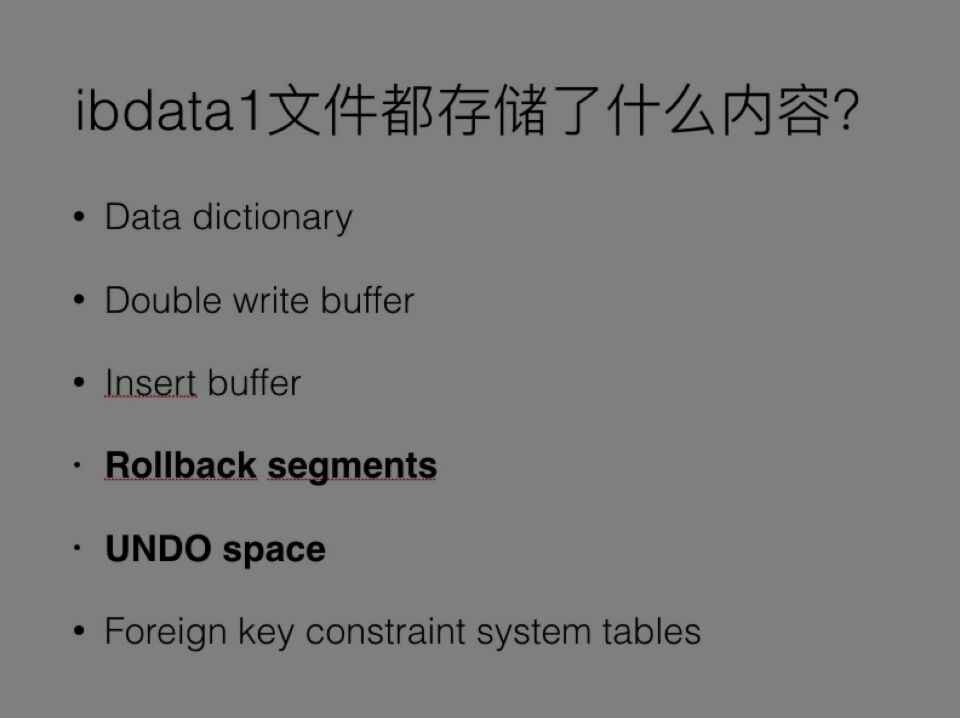 ibdata1文件都存储了什么内容?
• Data dictionary
• Double write buffer
• Insert buffer
• Rollback segments
• UNDO space
• Foreign key constraint system tables